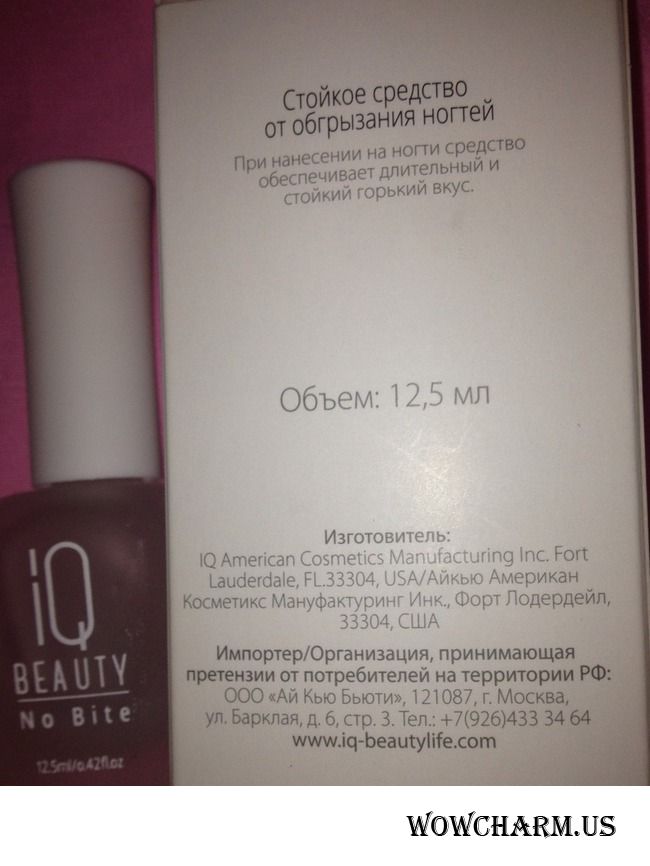 Стойкое средство
от обгрызания ногтей
При нанесении на ногти средство
обеспечивает длительный и
стойкий горький вкус.
Объем: 12,5 мл
Изготовитель:
IQ American Cosmetics Manufacturing Inc. Fort
Lauderdale, FL.33304, USA/Айкью Американ
Косметикс Мануфактуринг Инк., Форт Лодердейл,
33304, США
Импортер/Организация, принимающая
претензии от потребителей на территории РФ:
ООО «Ай Кью Бьюти», 121087, г. Москва,
ул. Барклая, д. 6, стр. 3. Тел.: +7(926)433 34 64
www.iq-beautylife.com
iQ
BEAUTY
No Bite
12.5ml/0.42fl.oz
WOWCHARM.US